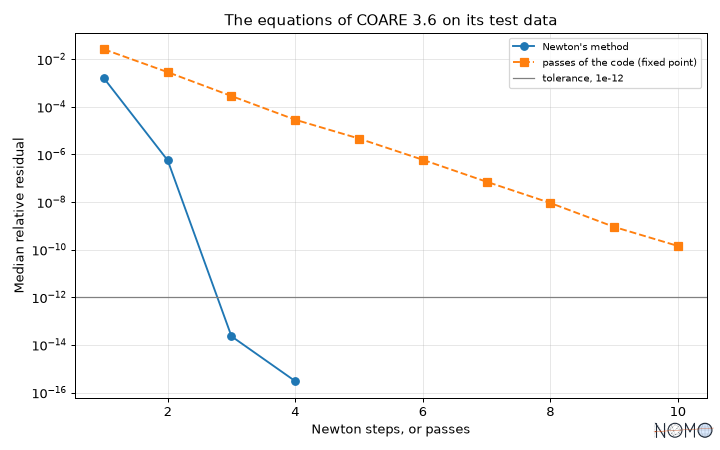 The equations of COARE 3.6 on its test data
Newton's method
passes of the code (fixed point)
tolerance, 1e-12
Median relative residual
10⁻²
10⁻⁴
10⁻⁶
10⁻⁸
10⁻¹⁰
10⁻¹²
10⁻¹⁴
10⁻¹⁶
2 4 6 8 10
Newton steps, or passes
NOMO